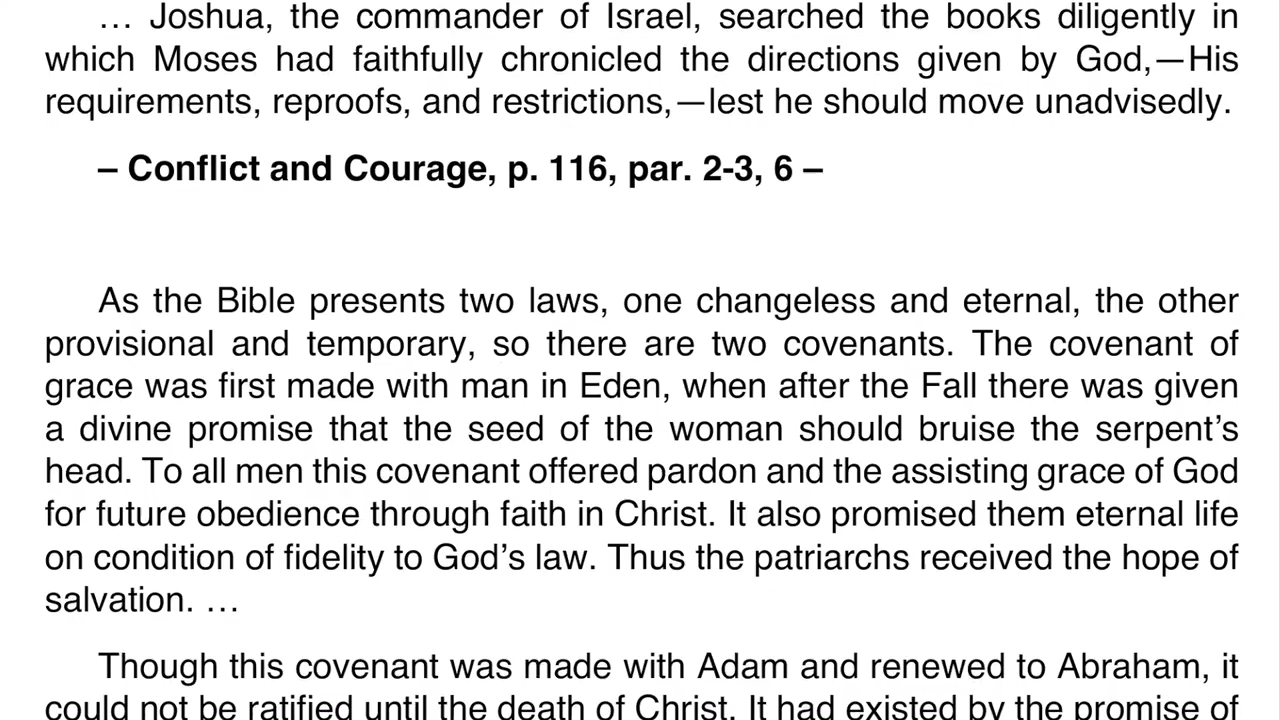 … Joshua, the commander of Israel, searched the books diligently in
which Moses had faithfully chronicled the directions given by God,—His
requirements, reproofs, and restrictions,—lest he should move unadvisedly.
– Conflict and Courage, p. 116, par. 2-3, 6 –
As the Bible presents two laws, one changeless and eternal, the other
provisional and temporary, so there are two covenants. The covenant of
grace was first made with man in Eden, when after the Fall there was given
a divine promise that the seed of the woman should bruise the serpent’s
head. To all men this covenant offered pardon and the assisting grace of God
for future obedience through faith in Christ. It also promised them eternal life
on condition of fidelity to God’s law. Thus the patriarchs received the hope of
salvation. …
Though this covenant was made with Adam and renewed to Abraham, it
could not be ratified until the death of Christ. It had existed by the promise of